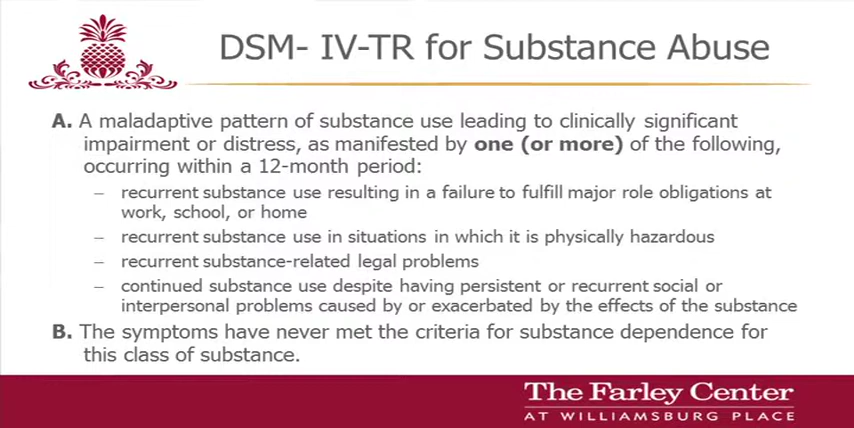 DSM- IV-TR for Substance Abuse
A. A maladaptive pattern of substance use leading to clinically significant
impairment or distress, as manifested by one (or more) of the following,
occurring within a 12-month period:
– recurrent substance use resulting in a failure to fulfill major role obligations at
work, school, or home
– recurrent substance use in situations in which it is physically hazardous
– recurrent substance-related legal problems
– continued substance use despite having persistent or recurrent social or
interpersonal problems caused by or exacerbated by the effects of the substance
B. The symptoms have never met the criteria for substance dependence for
this class of substance.
The Farley Center
AT WILLIAMSBURG PLACE